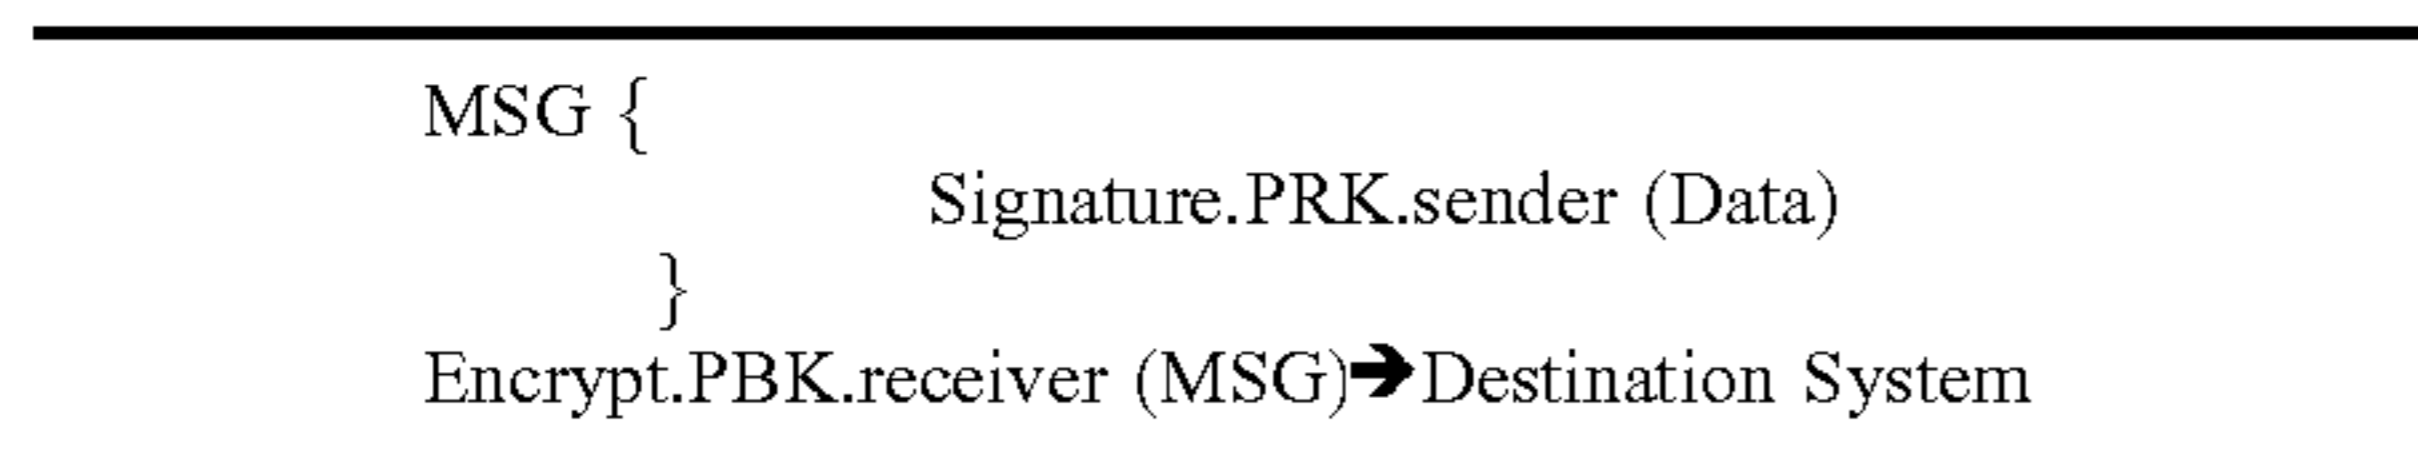 MSG {
Signature.PRK.sender (Data)
}
Encrypt.PBK.receiver (MSG)➔Destination System